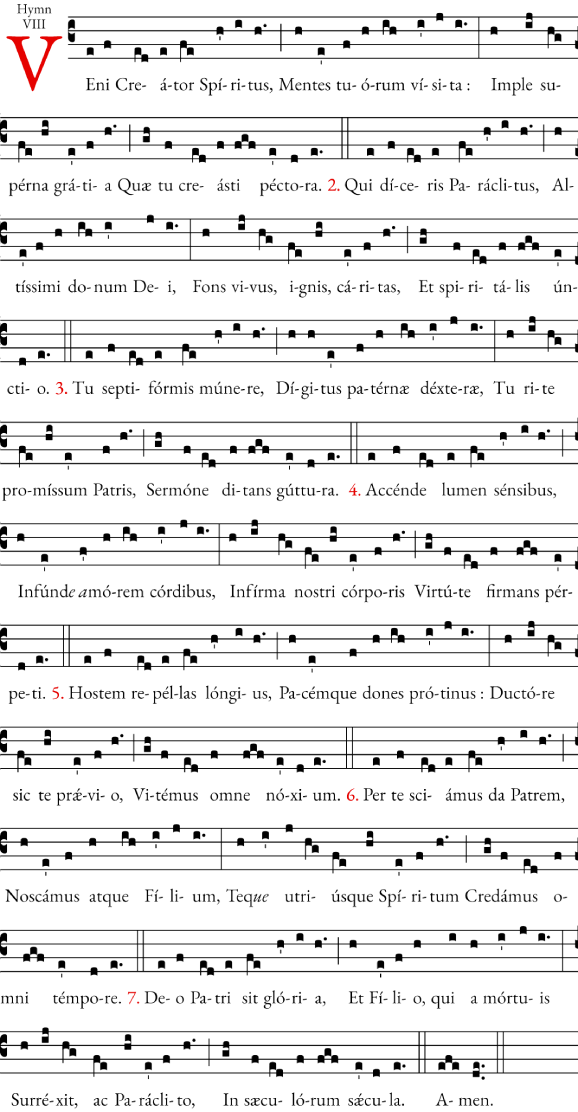 Hymn
VIII
VEni Cre- á-tor Spí-ri-tus, Mentes tu-ó-rum ví-si-ta : Imple su-
pérna grá-ti- a Quæ tu cre- ásti pécto-ra. 2. Qui dí-ce- ris Pa- rácli-tus, Al-
tíssimi do-num De- i, Fons vi-vus, i-gnis, cá-ri-tas, Et spi-ri- tá-lis ún-
cti- o. 3. Tu septi- fórmis múne-re, Dí-gi-tus pa-térnæ déxte-ræ, Tu ri-te
pro-míssum Patris, Sermóne di-tans gúttu-ra. 4. Accénde lumen sénsibus,
Infúnde amó-rem córdibus, Infírma nostri córpo-ris Virtú-te firmans pér-
pe-ti. 5. Hostem re-pél-las lóngi- us, Pa-cémque dones pró-tinus : Ductó-re
sic te prǽ-vi- o, Vi-témus omne nó-xi- um. 6. Per te sci- ámus da Patrem,
Noscámus atque Fí- li- um, Teque utri- úsque Spí-ri-tum Credámus o-
mni témpo-re. 7. De- o Pa-tri sit gló-ri- a, Et Fí- li- o, qui a mórtu- is
Surré-xit, ac Pa-rácli-to, In sæcu- ló-rum sǽcu-la. A- men.